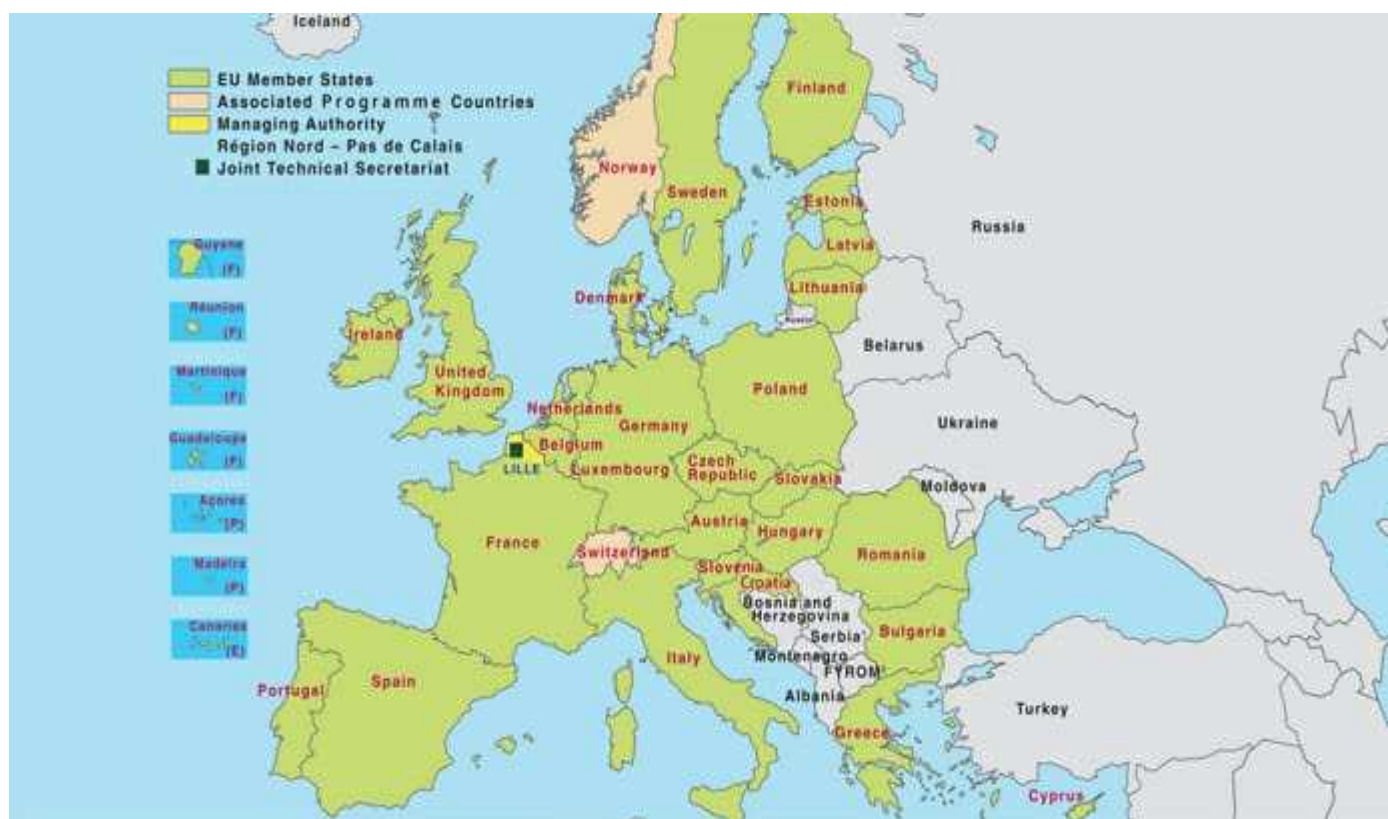 Iceland
EU Member States
Associated Programme Countries
Managing Authority
Région Nord – Pas de Calais
Joint Technical Secretariat
Finland
Norway
Sweden
Estonia
Russia
Latvia
Guyane
(F)
Lithuania
Denmark
Réunion
(F)
Russia
Ireland
Belarus
United
Kingdom
Martinique
(F)
Poland
Netherlands
Germany
Ukraine
Guadeloupe
(F)
Belgium
LILLE
Luxembourg
Czech
Republic
Slovakia
Moldova
Açores
(P)
Austria
Hungary
France
Switzerland
Romania
Madeira
(P)
Slovenia
Croatia
Bosnia and
Herzegovina
Canarias
(E)
Serbia
Bulgaria
Montenegro
Italy
FYROM
Portugal
Spain
Albania
Turkey
Greece
Cyprus